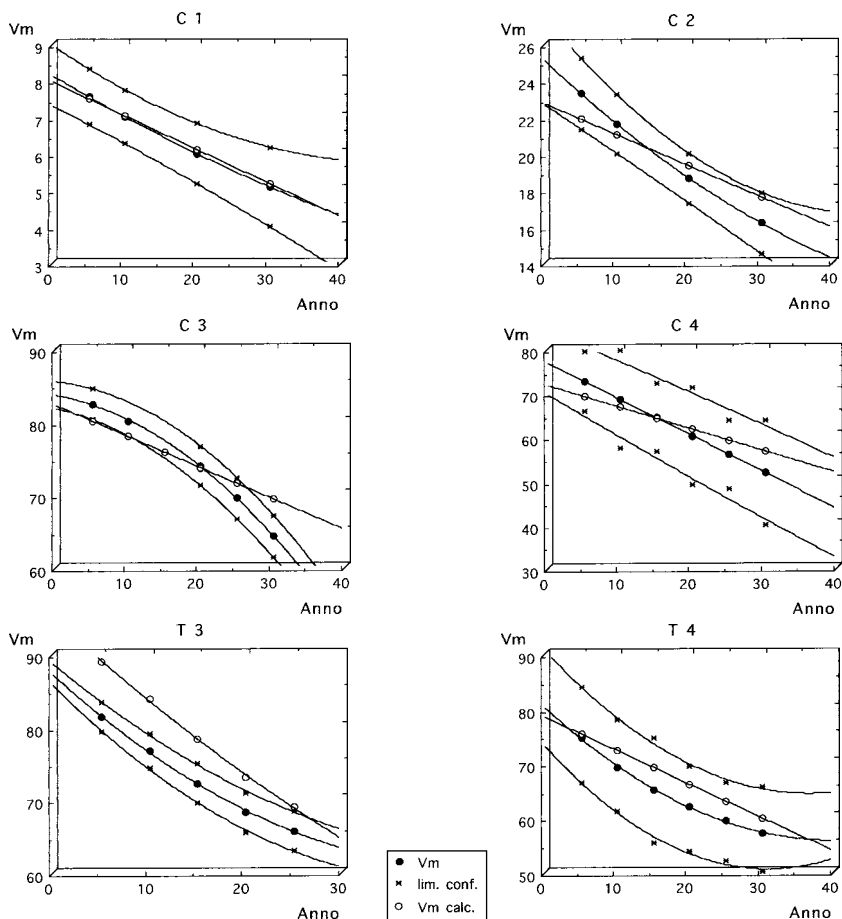 C 1
Vm
9
8
7
6
5
4
3
0 10 20 30 40
Anno
C 2
Vm
26
24
22
20
18
16
14
0 10 20 30 40
Anno
C 3
Vm
90
80
70
60
0 10 20 30 40
Anno
C 4
Vm
80
70
60
50
40
30
0 10 20 30 40
Anno
T 3
Vm
90
80
70
60
0 10 20 30
Anno
T 4
Vm
90
80
70
60
50
0 10 20 30 40
Anno
Vm
lim. conf.
Vm calc.